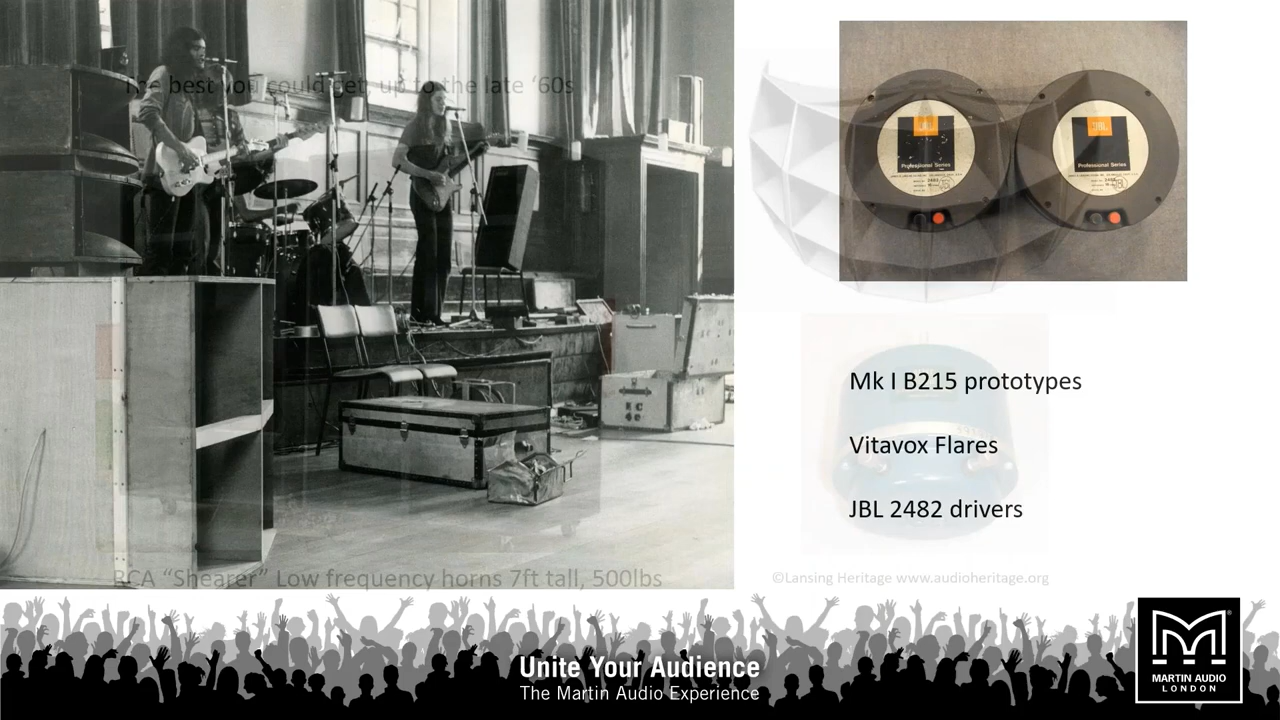 The best you could get, up to the late ‘60s
JBL
Professional Series
JBL
Professional Series
Mk I B215 prototypes
Vitavox Flares
JBL 2482 drivers
RCA “Shearer” Low frequency horns 7ft tall, 500lbs
©Lansing Heritage www.audioheritage.org
Unite Your Audience
The Martin Audio Experience
MARTIN AUDIO
LONDON